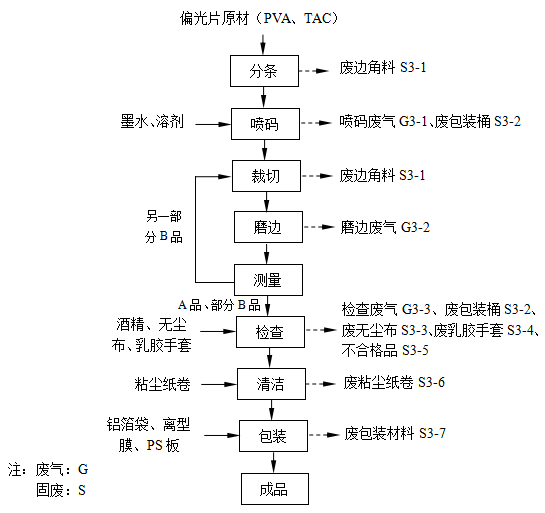 偏光片原材（PVA、TAC）
分条
废边角料 S3-1
墨水、溶剂
喷码
喷码废气 G3-1、废包装桶 S3-2
裁切
废边角料 S3-1
另一部
分 B 品
磨边
磨边废气 G3-2
测量
A 品、部分 B 品
酒精、无尘
布、乳胶手套
检查
检查废气 G3-3、废包装桶 S3-2、
废无尘布 S3-3、废乳胶手套 S3-4、
不合格品 S3-5
粘尘纸卷
清洁
废粘尘纸卷 S3-6
铝箔袋、离型
膜、PS 板
包装
废包装材料 S3-7
注：废气：G
固废：S
成品